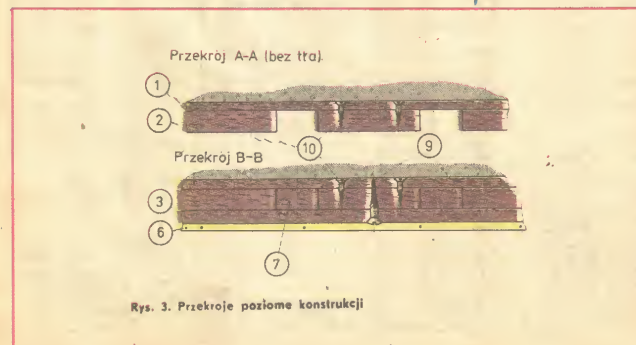 Przekrój A-A (bez tła).
1
2
10
9
Przekrój B-B
3
6
7
Rys. 3. Przekroje poziome konstrukcji